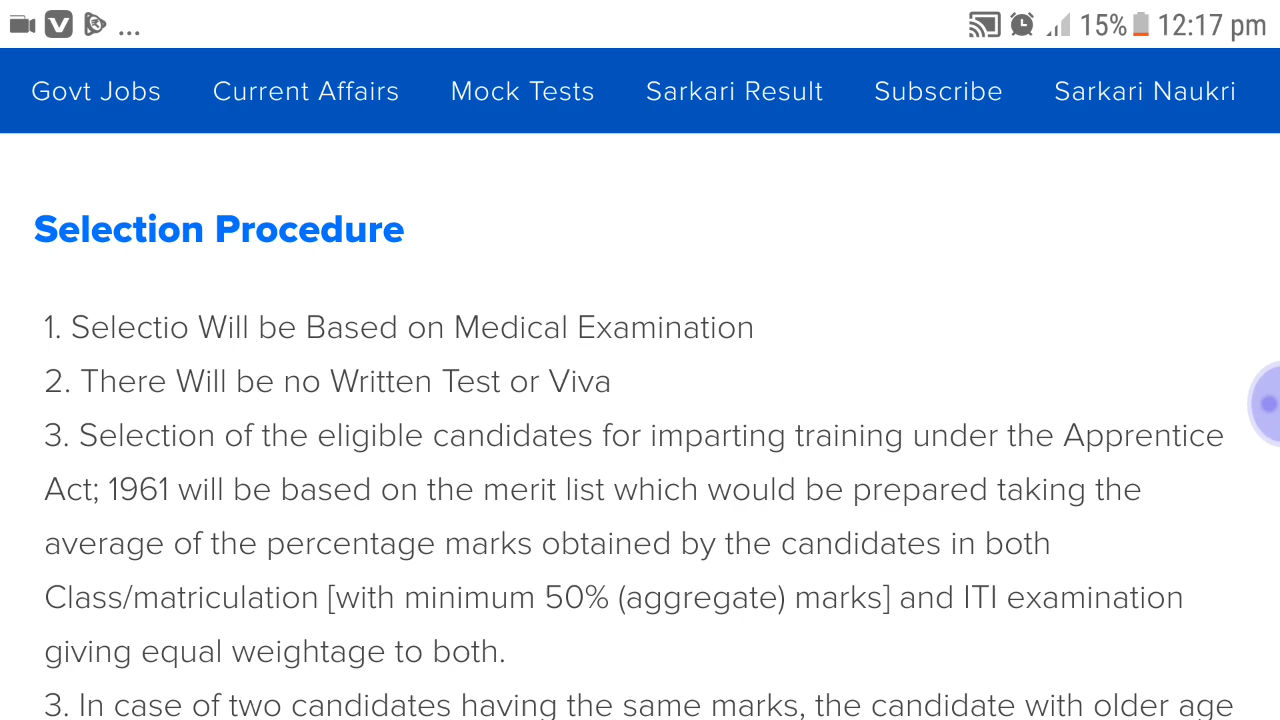 V ... 15% 12:17 pm
Govt Jobs Current Affairs Mock Tests Sarkari Result Subscribe Sarkari Naukri
Selection Procedure
1. Selectio Will be Based on Medical Examination
2. There Will be no Written Test or Viva
3. Selection of the eligible candidates for imparting training under the Apprentice
Act; 1961 will be based on the merit list which would be prepared taking the
average of the percentage marks obtained by the candidates in both
Class/matriculation [with minimum 50% (aggregate) marks] and ITI examination
giving equal weightage to both.
3. In case of two candidates having the same marks, the candidate with older age